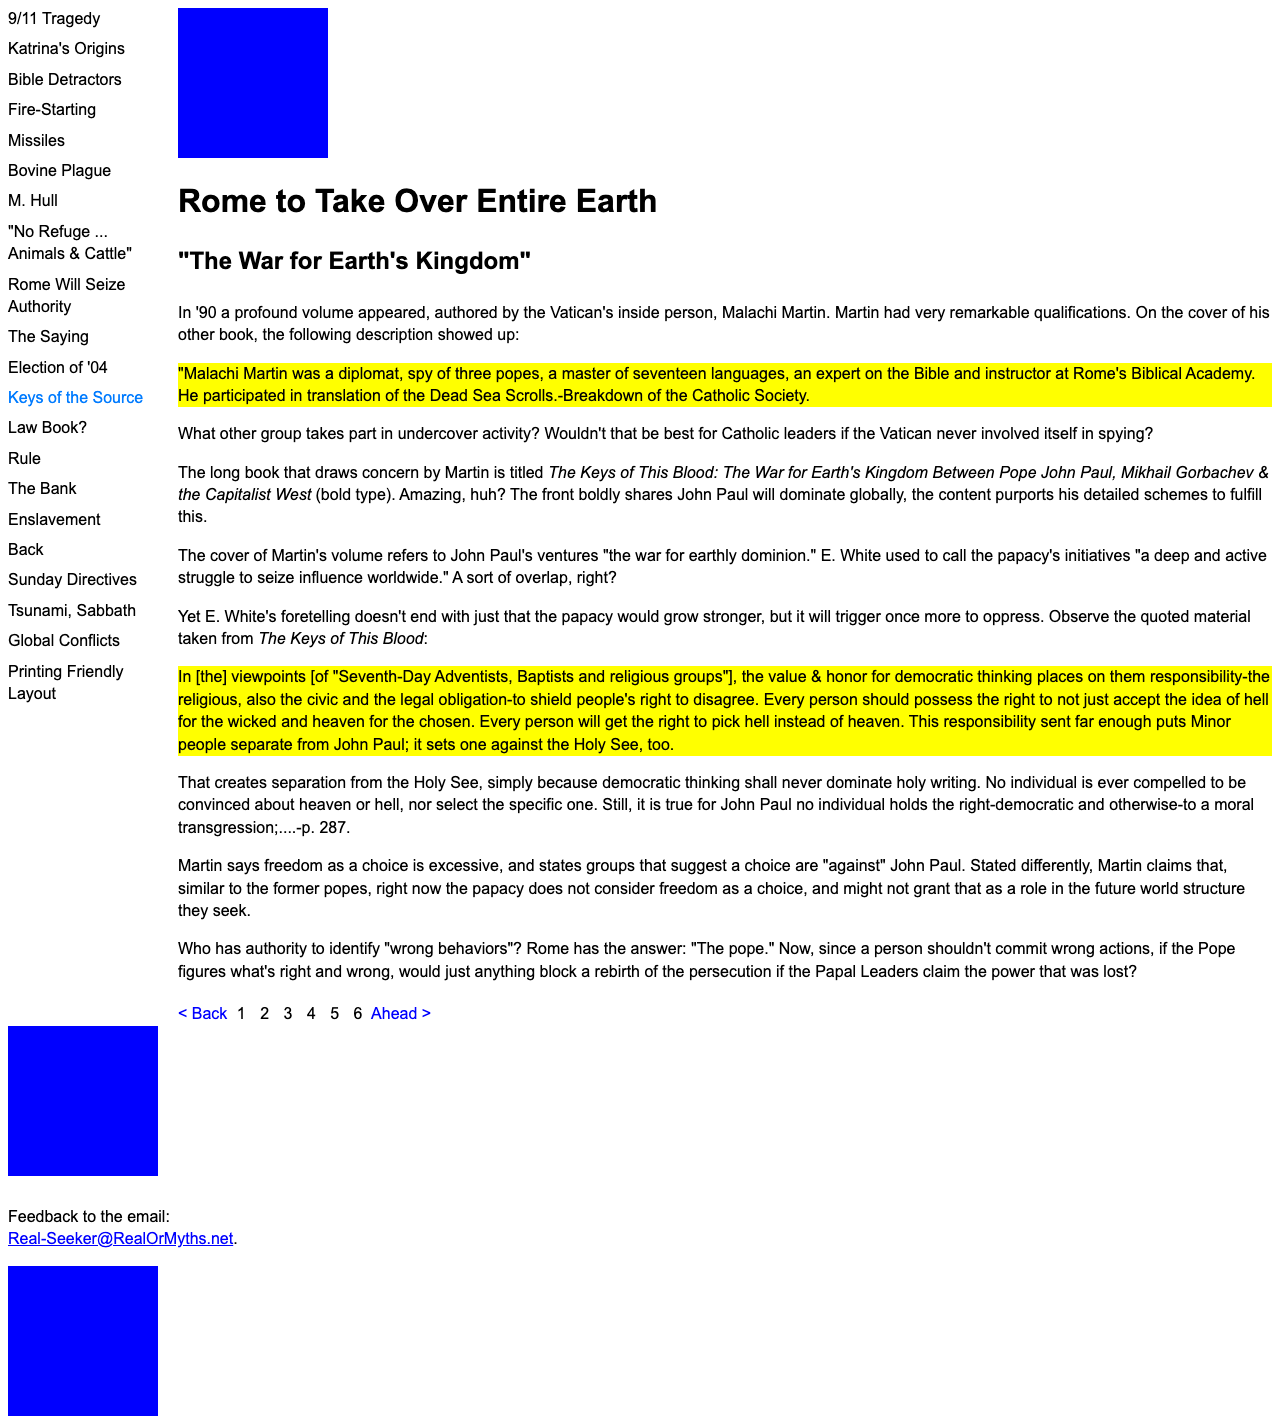 9/11 Tragedy
Katrina's Origins
Bible Detractors
Fire-Starting
Missiles
Bovine Plague
M. Hull
"No Refuge ...
Animals & Cattle"
Rome Will Seize
Authority
The Saying
Election of '04
Keys of the Source
Law Book?
Rule
The Bank
Enslavement
Back
Sunday Directives
Tsunami, Sabbath
Global Conflicts
Printing Friendly
Layout
Rome to Take Over Entire Earth
"The War for Earth's Kingdom"
In '90 a profound volume appeared, authored by the Vatican's inside person, Malachi Martin. Martin had very remarkable qualifications. On the cover of his
other book, the following description showed up:
"Malachi Martin was a diplomat, spy of three popes, a master of seventeen languages, an expert on the Bible and instructor at Rome's Biblical Academy.
He participated in translation of the Dead Sea Scrolls.-Breakdown of the Catholic Society.
What other group takes part in undercover activity? Wouldn't that be best for Catholic leaders if the Vatican never involved itself in spying?
The long book that draws concern by Martin is titled The Keys of This Blood: The War for Earth's Kingdom Between Pope John Paul, Mikhail Gorbachev &
the Capitalist West (bold type). Amazing, huh? The front boldly shares John Paul will dominate globally, the content purports his detailed schemes to fulfill
this.
The cover of Martin's volume refers to John Paul's ventures "the war for earthly dominion." E. White used to call the papacy's initiatives "a deep and active
struggle to seize influence worldwide." A sort of overlap, right?
Yet E. White's foretelling doesn't end with just that the papacy would grow stronger, but it will trigger once more to oppress. Observe the quoted material
taken from The Keys of This Blood:
In [the] viewpoints [of "Seventh-Day Adventists, Baptists and religious groups"], the value & honor for democratic thinking places on them responsibility-the
religious, also the civic and the legal obligation-to shield people's right to disagree. Every person should possess the right to not just accept the idea of hell
for the wicked and heaven for the chosen. Every person will get the right to pick hell instead of heaven. This responsibility sent far enough puts Minor
people separate from John Paul; it sets one against the Holy See, too.
That creates separation from the Holy See, simply because democratic thinking shall never dominate holy writing. No individual is ever compelled to be
convinced about heaven or hell, nor select the specific one. Still, it is true for John Paul no individual holds the right-democratic and otherwise-to a moral
transgression;....-p. 287.
Martin says freedom as a choice is excessive, and states groups that suggest a choice are "against" John Paul. Stated differently, Martin claims that,
similar to the former popes, right now the papacy does not consider freedom as a choice, and might not grant that as a role in the future world structure
they seek.
Who has authority to identify "wrong behaviors"? Rome has the answer: "The pope." Now, since a person shouldn't commit wrong actions, if the Pope
figures what's right and wrong, would just anything block a rebirth of the persecution if the Papal Leaders claim the power that was lost?
< Back 1 2 3 4 5 6 Ahead >
Feedback to the email:
Real-Seeker@RealOrMyths.net.